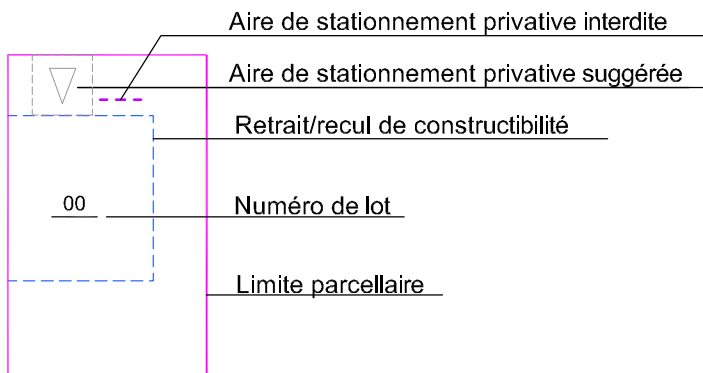 Aire de stationnement privative interdite
Aire de stationnement privative suggérée
Retrait/recul de constructibilité
00
Numéro de lot
Limite parcellaire